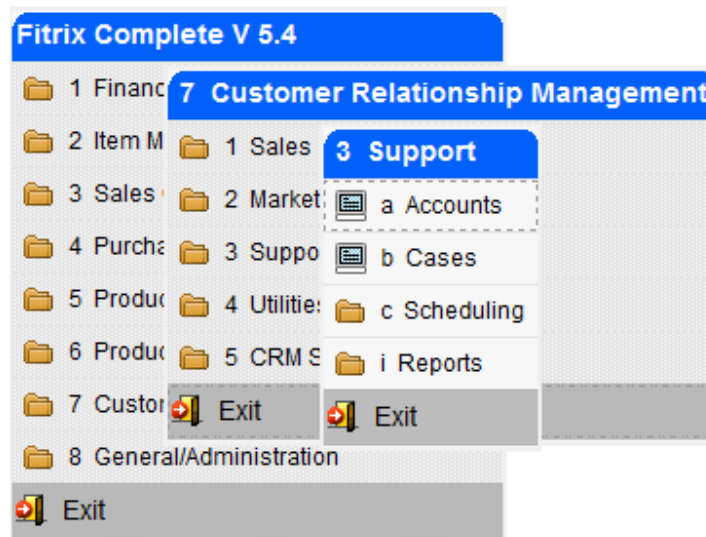 Fitrix Complete V 5.4
1 Financ
2 Item M
3 Sales
4 Purcha
5 Produc
6 Produc
7 Custor
8 General/Administration
Exit
7 Customer Relationship Management
1 Sales
2 Market
3 Suppo
4 Utilities
5 CRM S
Exit
3 Support
a Accounts
b Cases
c Scheduling
i Reports
Exit